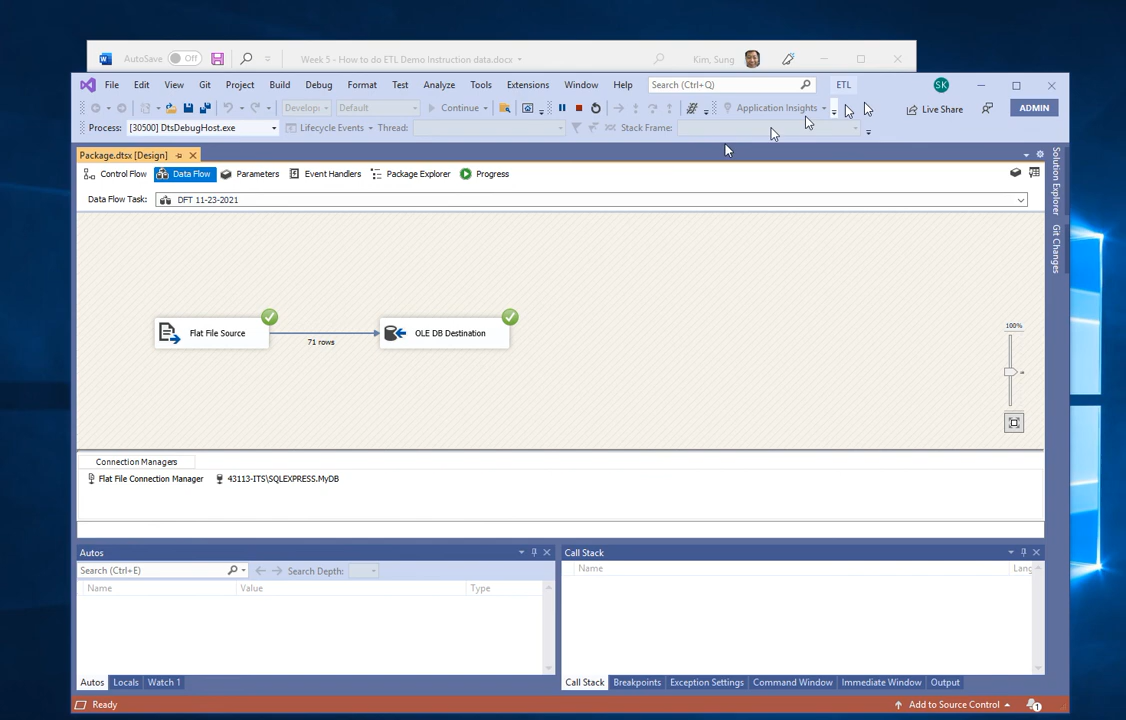 AutoSave Off Week 5 - How to do ETL Demo Instruction data.docx Kim, Sung
File Edit View Git Project Build Debug Format Test Analyze Tools Extensions Window Help Search (Ctrl+Q) ETL SK
Develop Default Continue Application Insights Live Share ADMIN
Process: [30500] DtsDebugHost.exe Lifecycle Events Thread: Stack Frame:
Package.dtsx [Design]
Control Flow Data Flow Parameters Event Handlers Package Explorer Progress
Data Flow Task: DFT 11-23-2021
Flat File Source OLE DB Destination
71 rows
100%
Connection Managers
Flat File Connection Manager 43113-ITS\SQLEXPRESS.MyDB
Autos Call Stack
Search (Ctrl+E) Search Depth: Name Lang
Name Value Type
Autos Locals Watch 1 Call Stack Breakpoints Exception Settings Command Window Immediate Window Output
Ready Add to Source Control 1
Solution Explorer
Git Changes